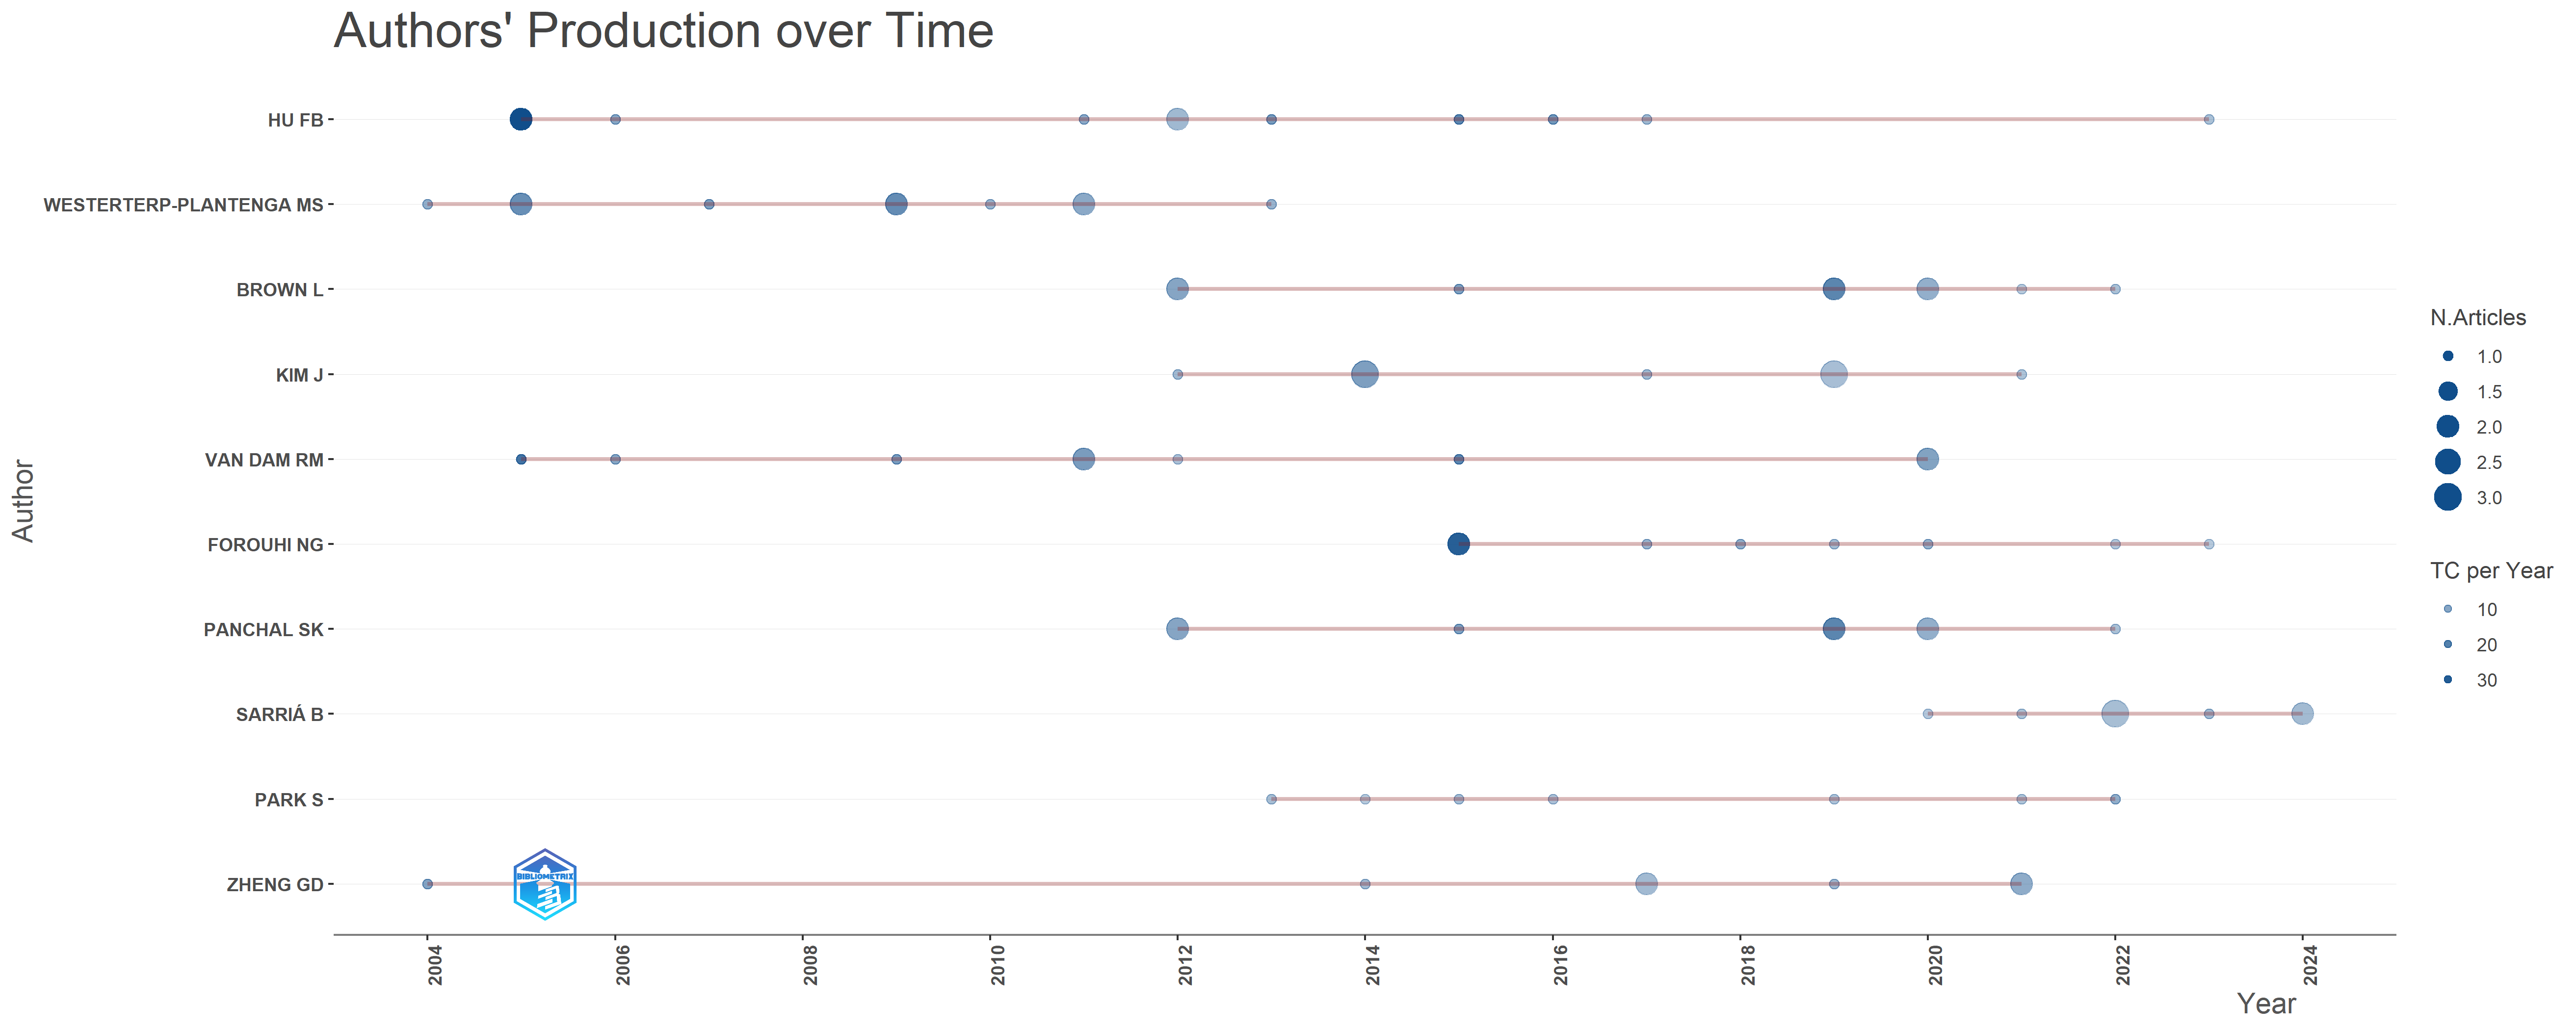 Authors' Production over Time
Author
HU FB
WESTERTERP-PLANTENGA MS
BROWN L
KIM J
VAN DAM RM
FOROUHI NG
PANCHAL SK
SARRIÁ B
PARK S
ZHENG GD
BIBLIOMETRIX
2004
2006
2008
2010
2012
2014
2016
2018
2020
2022
2024
Year
N.Articles
1.0
1.5
2.0
2.5
3.0
TC per Year
10
20
30